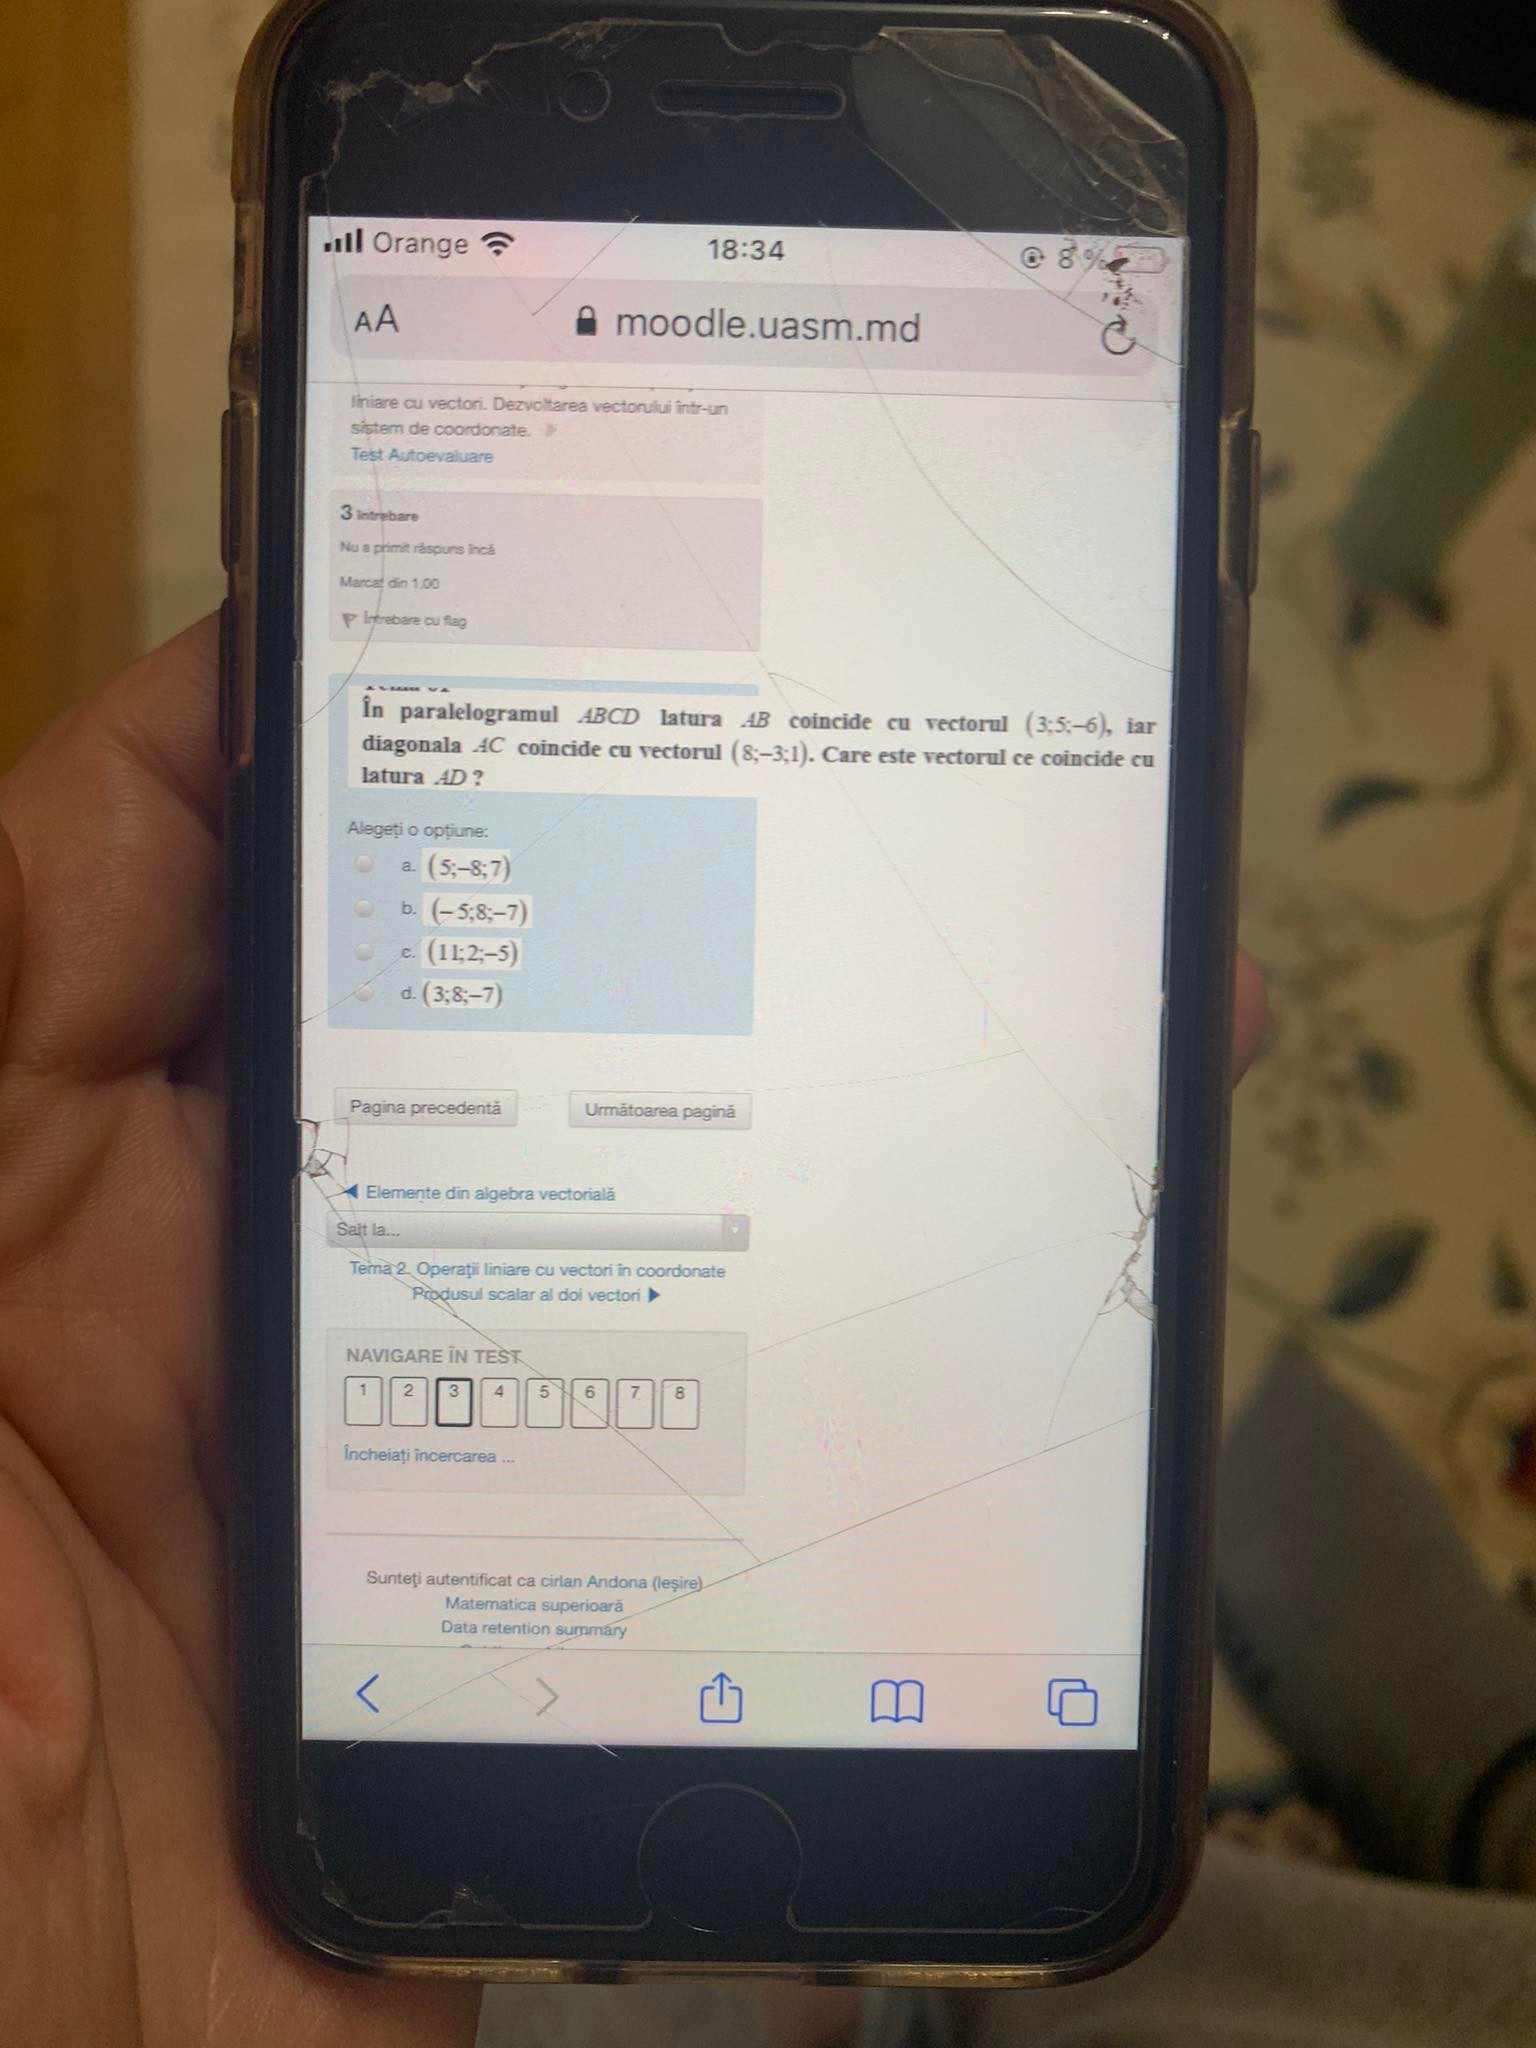 Orange
18:34
8%
AA
moodle.uasm.md
liniare cu vectori. Dezvoltarea vectorului într-un
sistem de coordonate.
Test Autoevaluare
3 întrebare
Nu a primit răspuns încă
Marcat din 1,00
Întrebare cu flag
În paralelogramul ABCD latura AB coincide cu vectorul (3;5;–6), iar
diagonala AC coincide cu vectorul (8;–3;1). Care este vectorul ce coincide cu
latura AD ?
Alegeți o opțiune:
a. (5;–8;7)
b. (– 5;8;–7)
c. (11;2;–5)
d. (3;8;–7)
Pagina precedentă
Următoarea pagină
◀ Elemente din algebra vectorială
Salt la...
Tema 2. Operații liniare cu vectori în coordonate
Produsul scalar al doi vectori ▶
NAVIGARE ÎN TEST
1 2 3 4 5 6 7 8
Încheiați încercarea ...
Sunteți autentificat ca cirlan Andona (Ieșire)
Matematica superioară
Data retention summary